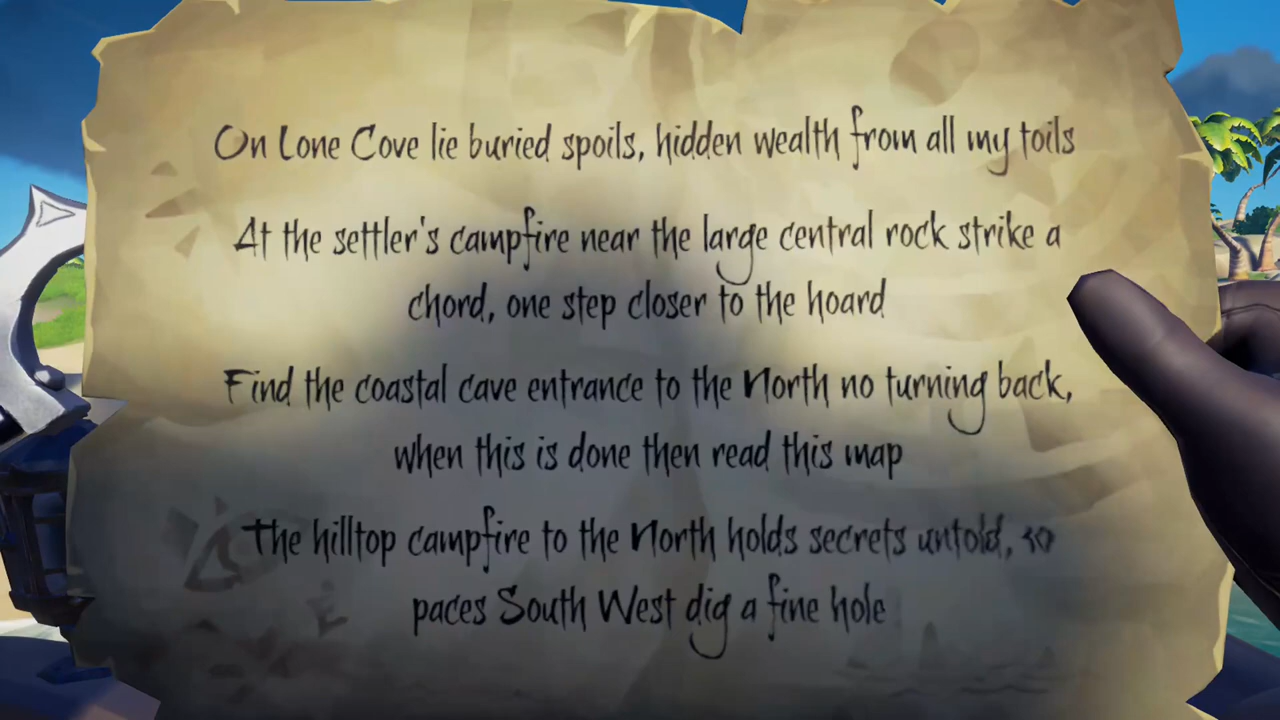 On Lone Cove lie buried spoils, hidden wealth from all my toils
At the settler's campfire near the large central rock strike a
chord, one step closer to the hoard
Find the coastal cave entrance to the North no turning back,
when this is done then read this map
The hilltop campfire to the North holds secrets untold,
paces South West dig a fine hole